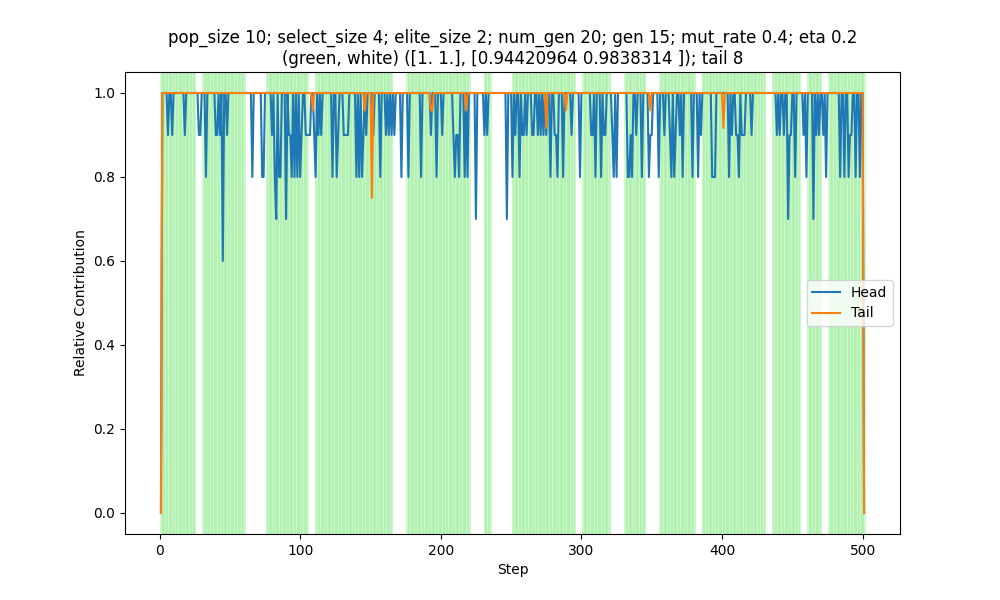 pop_size 10; select_size 4; elite_size 2; num_gen 20; gen 15; mut_rate 0.4; eta 0.2
(green, white) ([1. 1.], [0.94420964 0.9838314 ]); tail 8
1.0
0.8
0.6
0.4
0.2
0.0
Relative Contribution
Head
Tail
0
100
200
300
400
500
Step